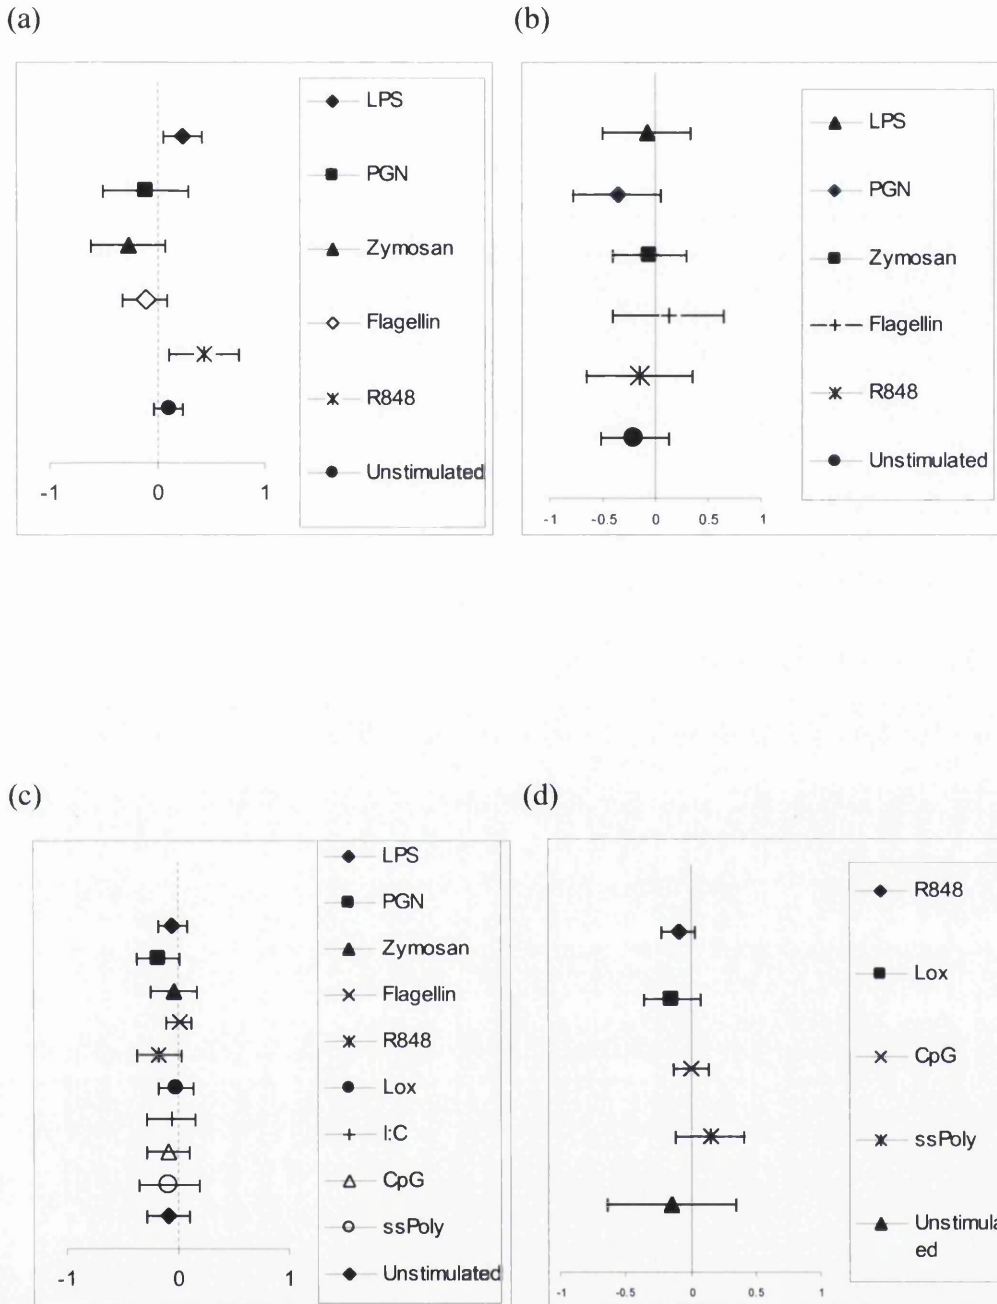 (a)
LPS
PGN
Zymosan
Flagellin
R848
Unstimulated
-1 0 1
(b)
LPS
PGN
Zymosan
Flagellin
R848
Unstimulated
-1 -0.5 0 0.5 1
(c)
LPS
PGN
Zymosan
Flagellin
R848
Lox
I:C
CpG
ssPoly
Unstimulated
-1 0 1
(d)
R848
Lox
CpG
ssPoly
Unstimula
ed
-1 -0.5 0 0.5 1